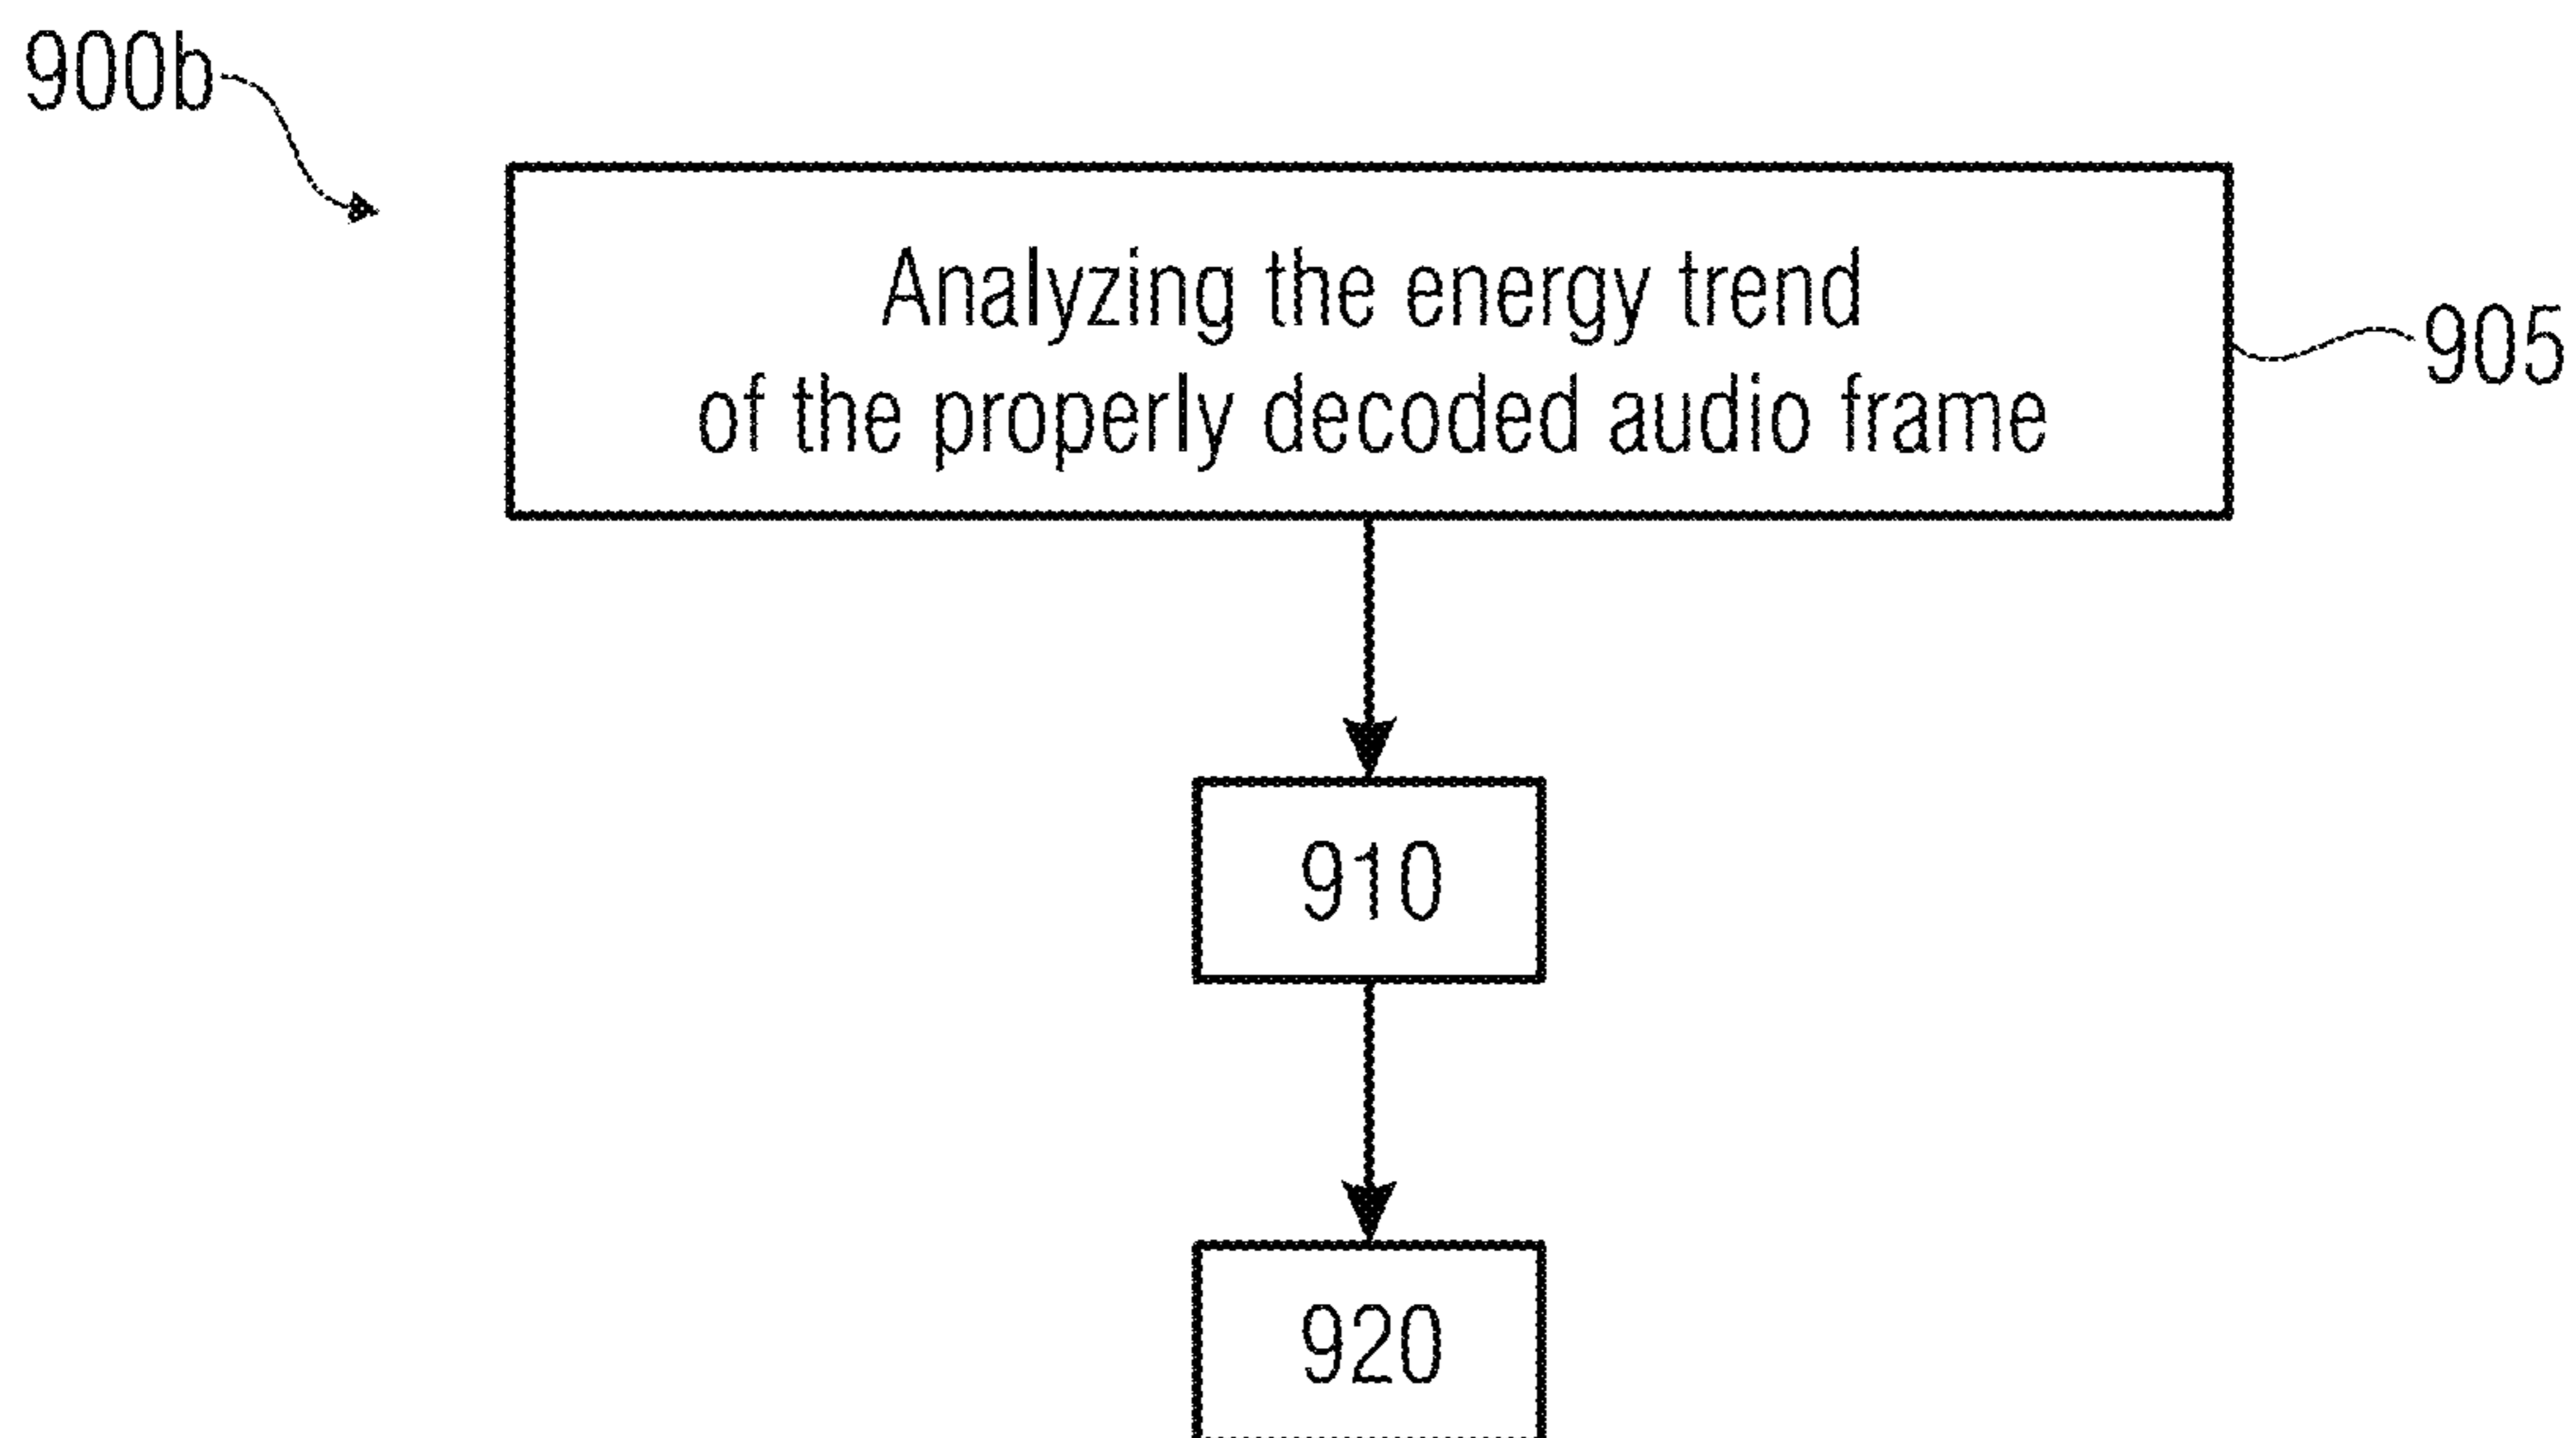 900b
Analyzing the energy trend
of the properly decoded audio frame
905
910
920